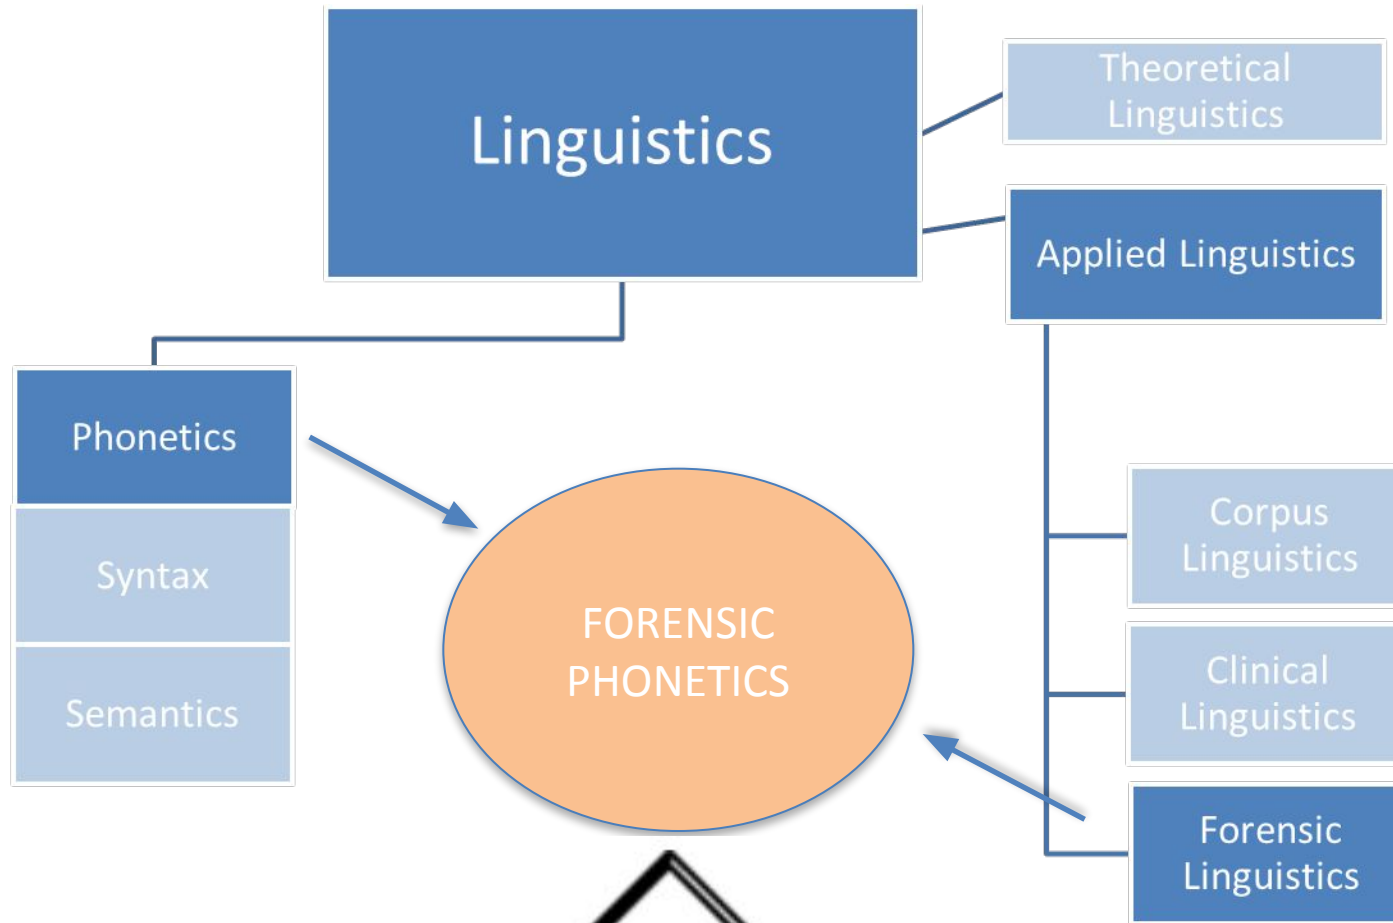 Linguistics
Theoretical
Linguistics
Applied Linguistics
Phonetics
Syntax
Semantics
FORENSIC
PHONETICS
Corpus
Linguistics
Clinical
Linguistics
Forensic
Linguistics